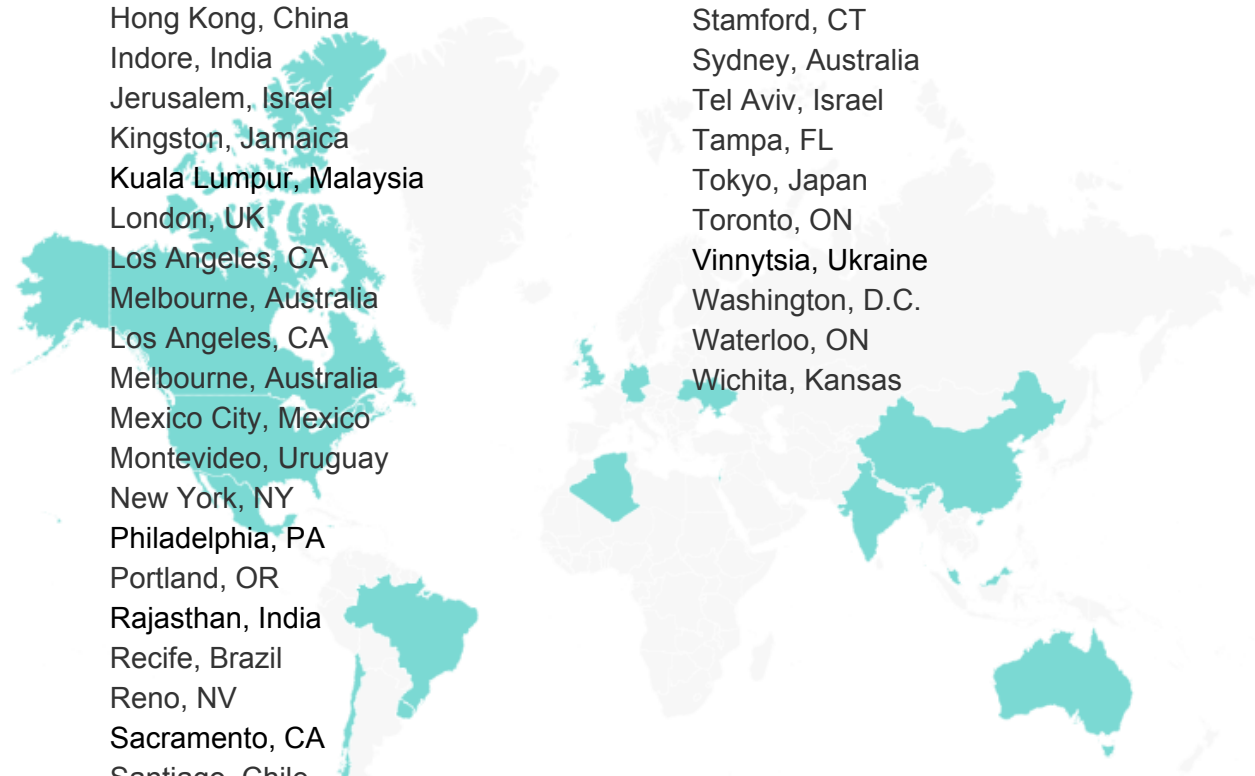 Hong Kong, China
Indore, India
Jerusalem, Israel
Kingston, Jamaica
Kuala Lumpur, Malaysia
London, UK
Los Angeles, CA
Melbourne, Australia
Los Angeles, CA
Melbourne, Australia
Mexico City, Mexico
Montevideo, Uruguay
New York, NY
Philadelphia, PA
Portland, OR
Rajasthan, India
Recife, Brazil
Reno, NV
Sacramento, CA
Santiago, Chile
Stamford, CT
Sydney, Australia
Tel Aviv, Israel
Tampa, FL
Tokyo, Japan
Toronto, ON
Vinnytsia, Ukraine
Washington, D.C.
Waterloo, ON
Wichita, Kansas